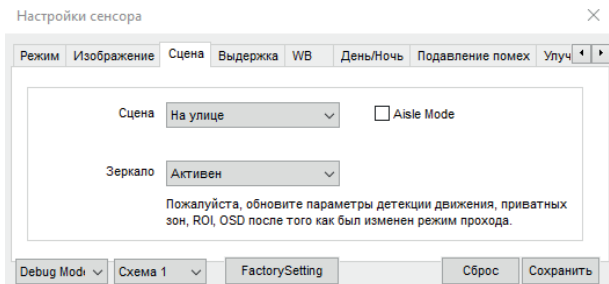 Настройки сенсора
Режим Изображение Сцена Выдержка WB День/Ночь Подавление помех Улуч
Сцена На улице Aisle Mode
Зеркало Активен
Пожалуйста, обновите параметры детекции движения, приватных
зон, ROI, OSD после того как был изменен режим прохода.
Debug Mod Схема 1 FactorySetting Сброс Сохранить